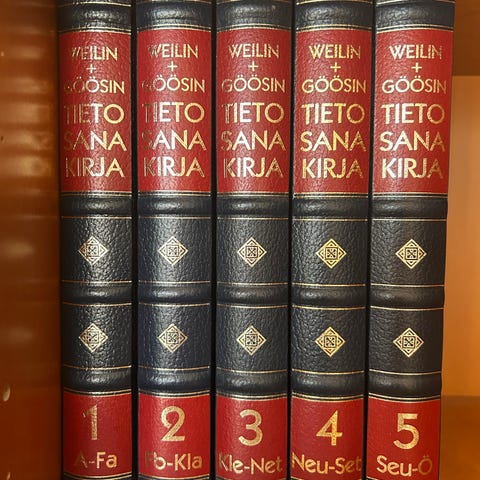 WEILIN
+
GÖÖSIN
TIETO
SANA
KIRJA
1
A-Fa
WEILIN
+
GÖÖSIN
TIETO
SANA
KIRJA
2
Fb-Kla
WEILIN
+
GÖÖSIN
TIETO
SANA
KIRJA
3
Kle-Net
WEILIN
+
GÖÖSIN
TIETO
SANA
KIRJA
4
Neu-Set
WEILIN
+
GÖÖSIN
TIETO
SANA
KIRJA
5
Seu-Ö